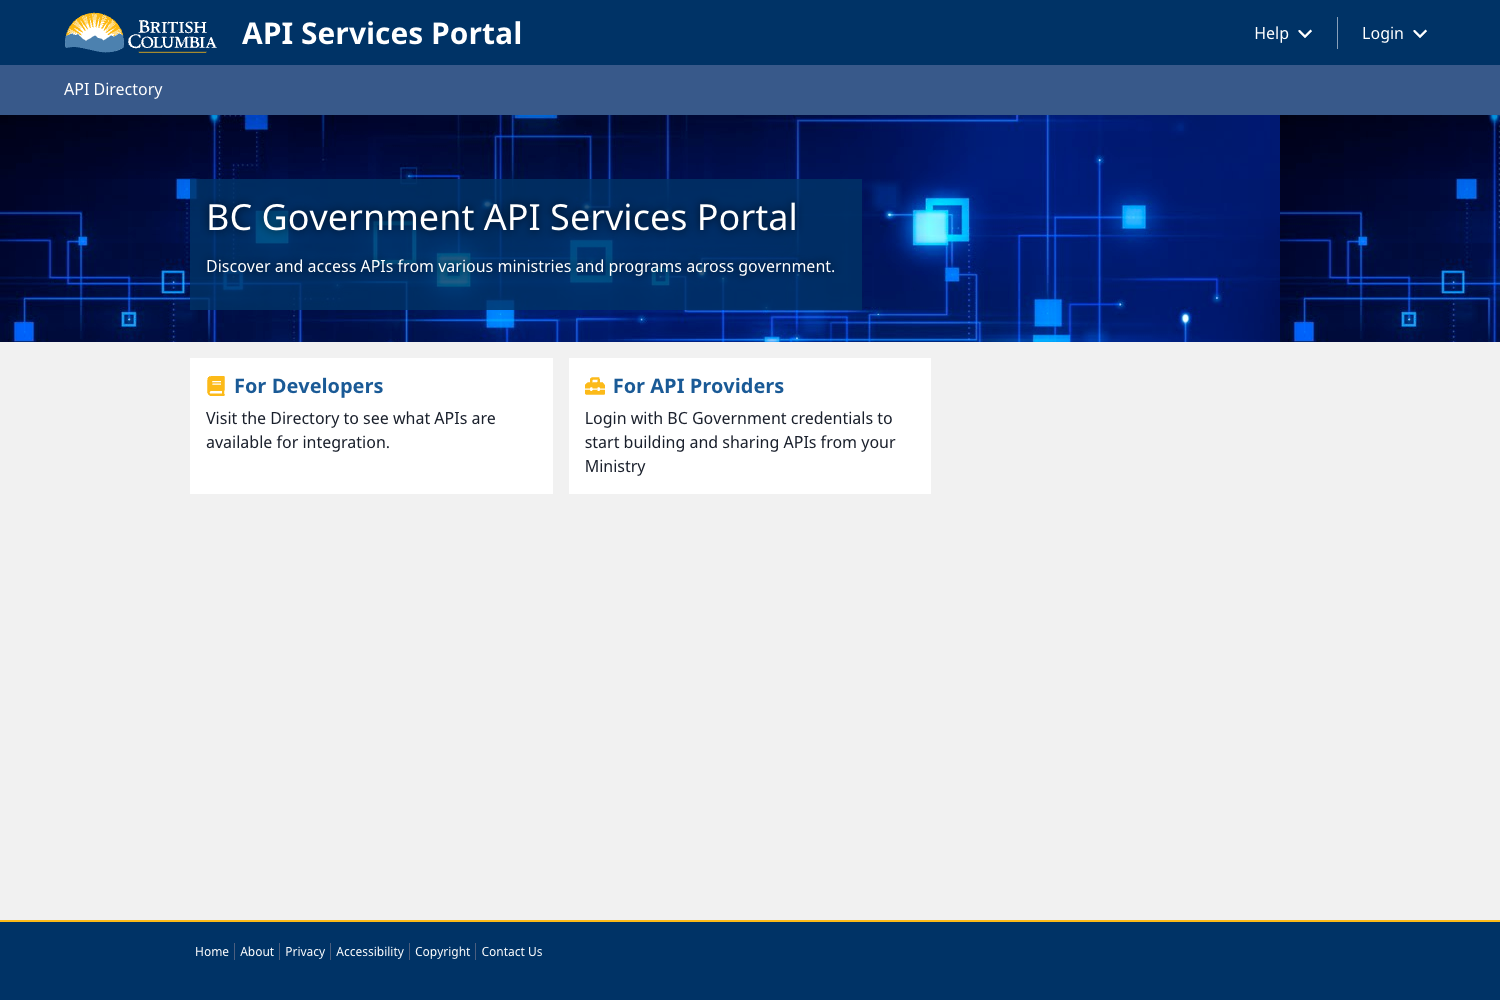 BRITISH
COLUMBIA
API Services Portal
Help
Login
API Directory
BC Government API Services Portal
Discover and access APIs from various ministries and programs across government.
For Developers
Visit the Directory to see what APIs are
available for integration.
For API Providers
Login with BC Government credentials to
start building and sharing APIs from your
Ministry
Home
About
Privacy
Accessibility
Copyright
Contact Us